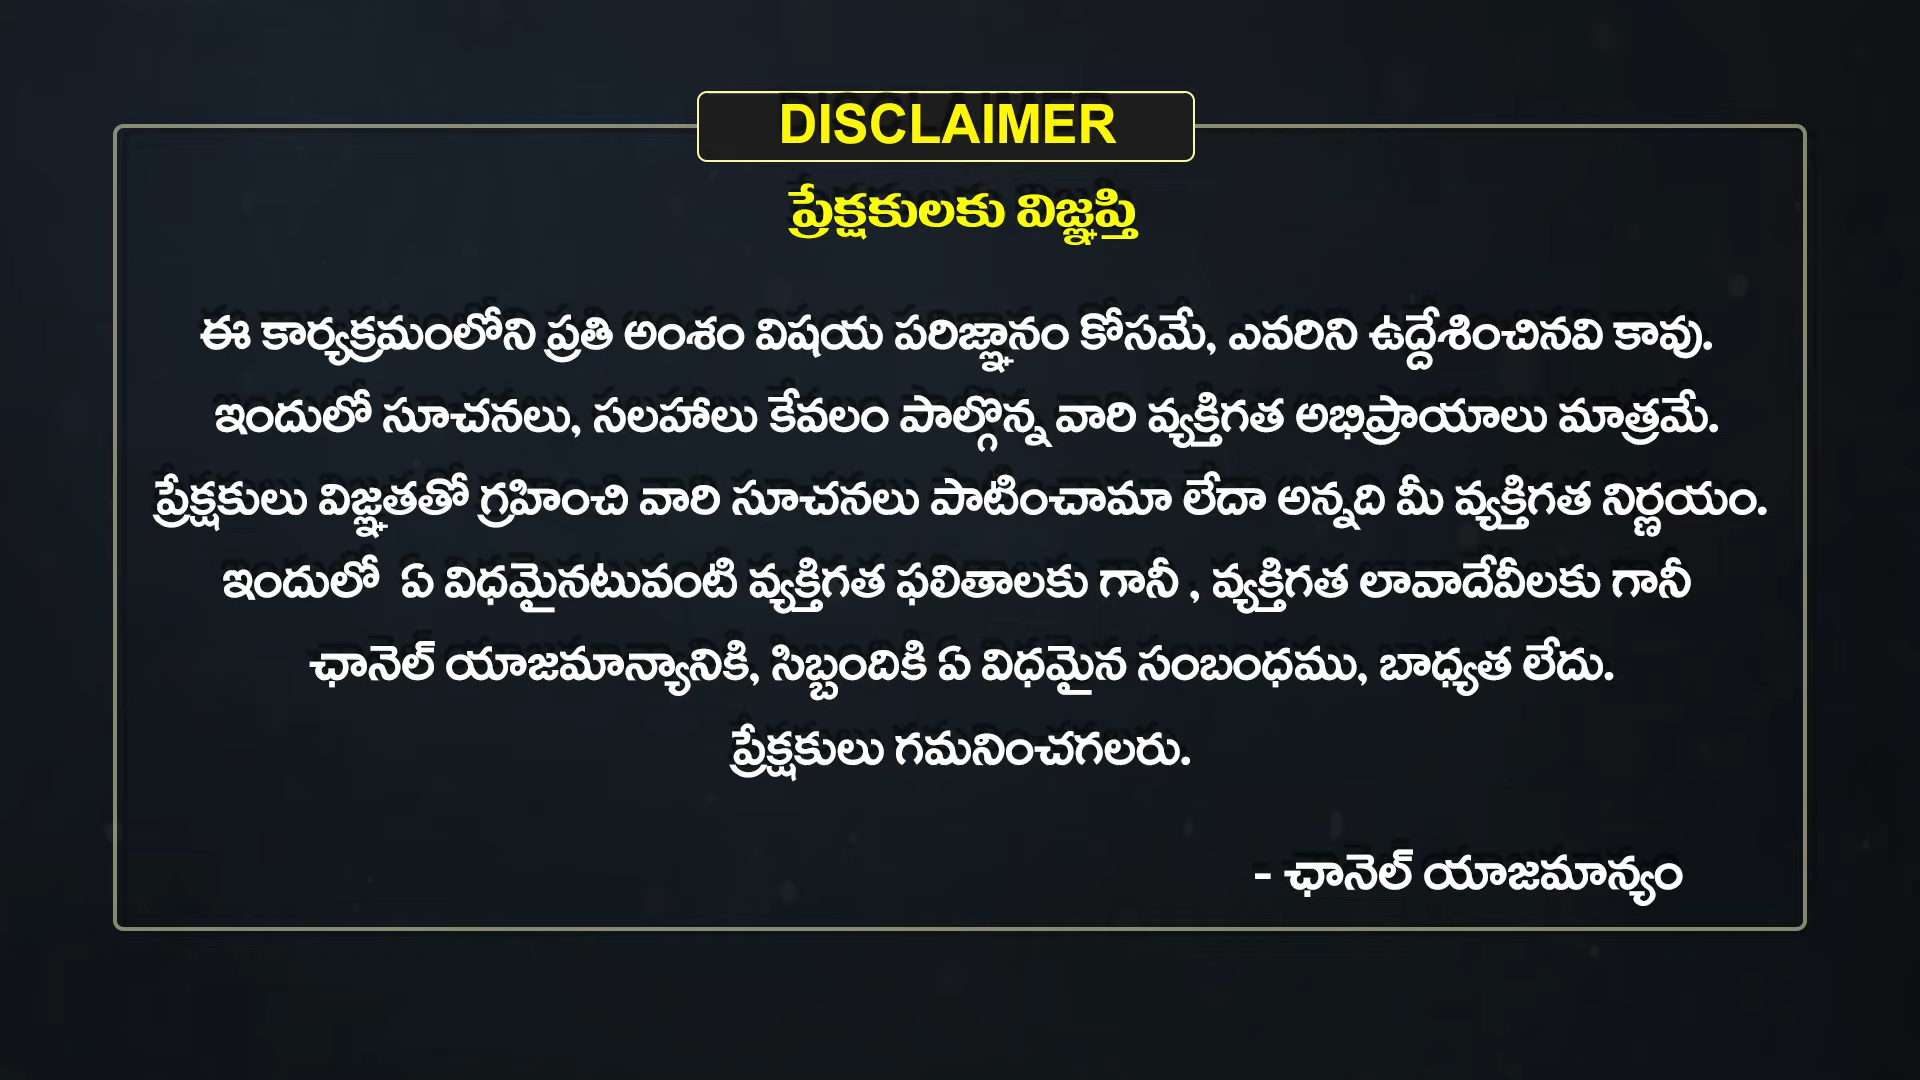 DISCLAIMER
ప్రేక్షకులకు విజ్ఞప్తి
ఈ కార్యక్రమంలోని ప్రతి అంశం విషయ పరిజ్ఞానం కోసమే, ఎవరిని ఉద్దేశించినవి కావు.
ఇందులో సూచనలు, సలహాలు కేవలం పాల్గొన్న వారి వ్యక్తిగత అభిప్రాయాలు మాత్రమే.
ప్రేక్షకులు విజ్ఞతతో గ్రహించి వారి సూచనలు పాటించామా లేదా అన్నది మీ వ్యక్తిగత నిర్ణయం.
ఇందులో ఏ విధమైనటువంటి వ్యక్తిగత ఫలితాలకు గానీ , వ్యక్తిగత లావాదేవీలకు గానీ
ఛానెల్ యాజమాన్యానికి, సిబ్బందికి ఏ విధమైన సంబంధము, బాధ్యత లేదు.
ప్రేక్షకులు గమనించగలరు.
- ఛానెల్ యాజమాన్యం